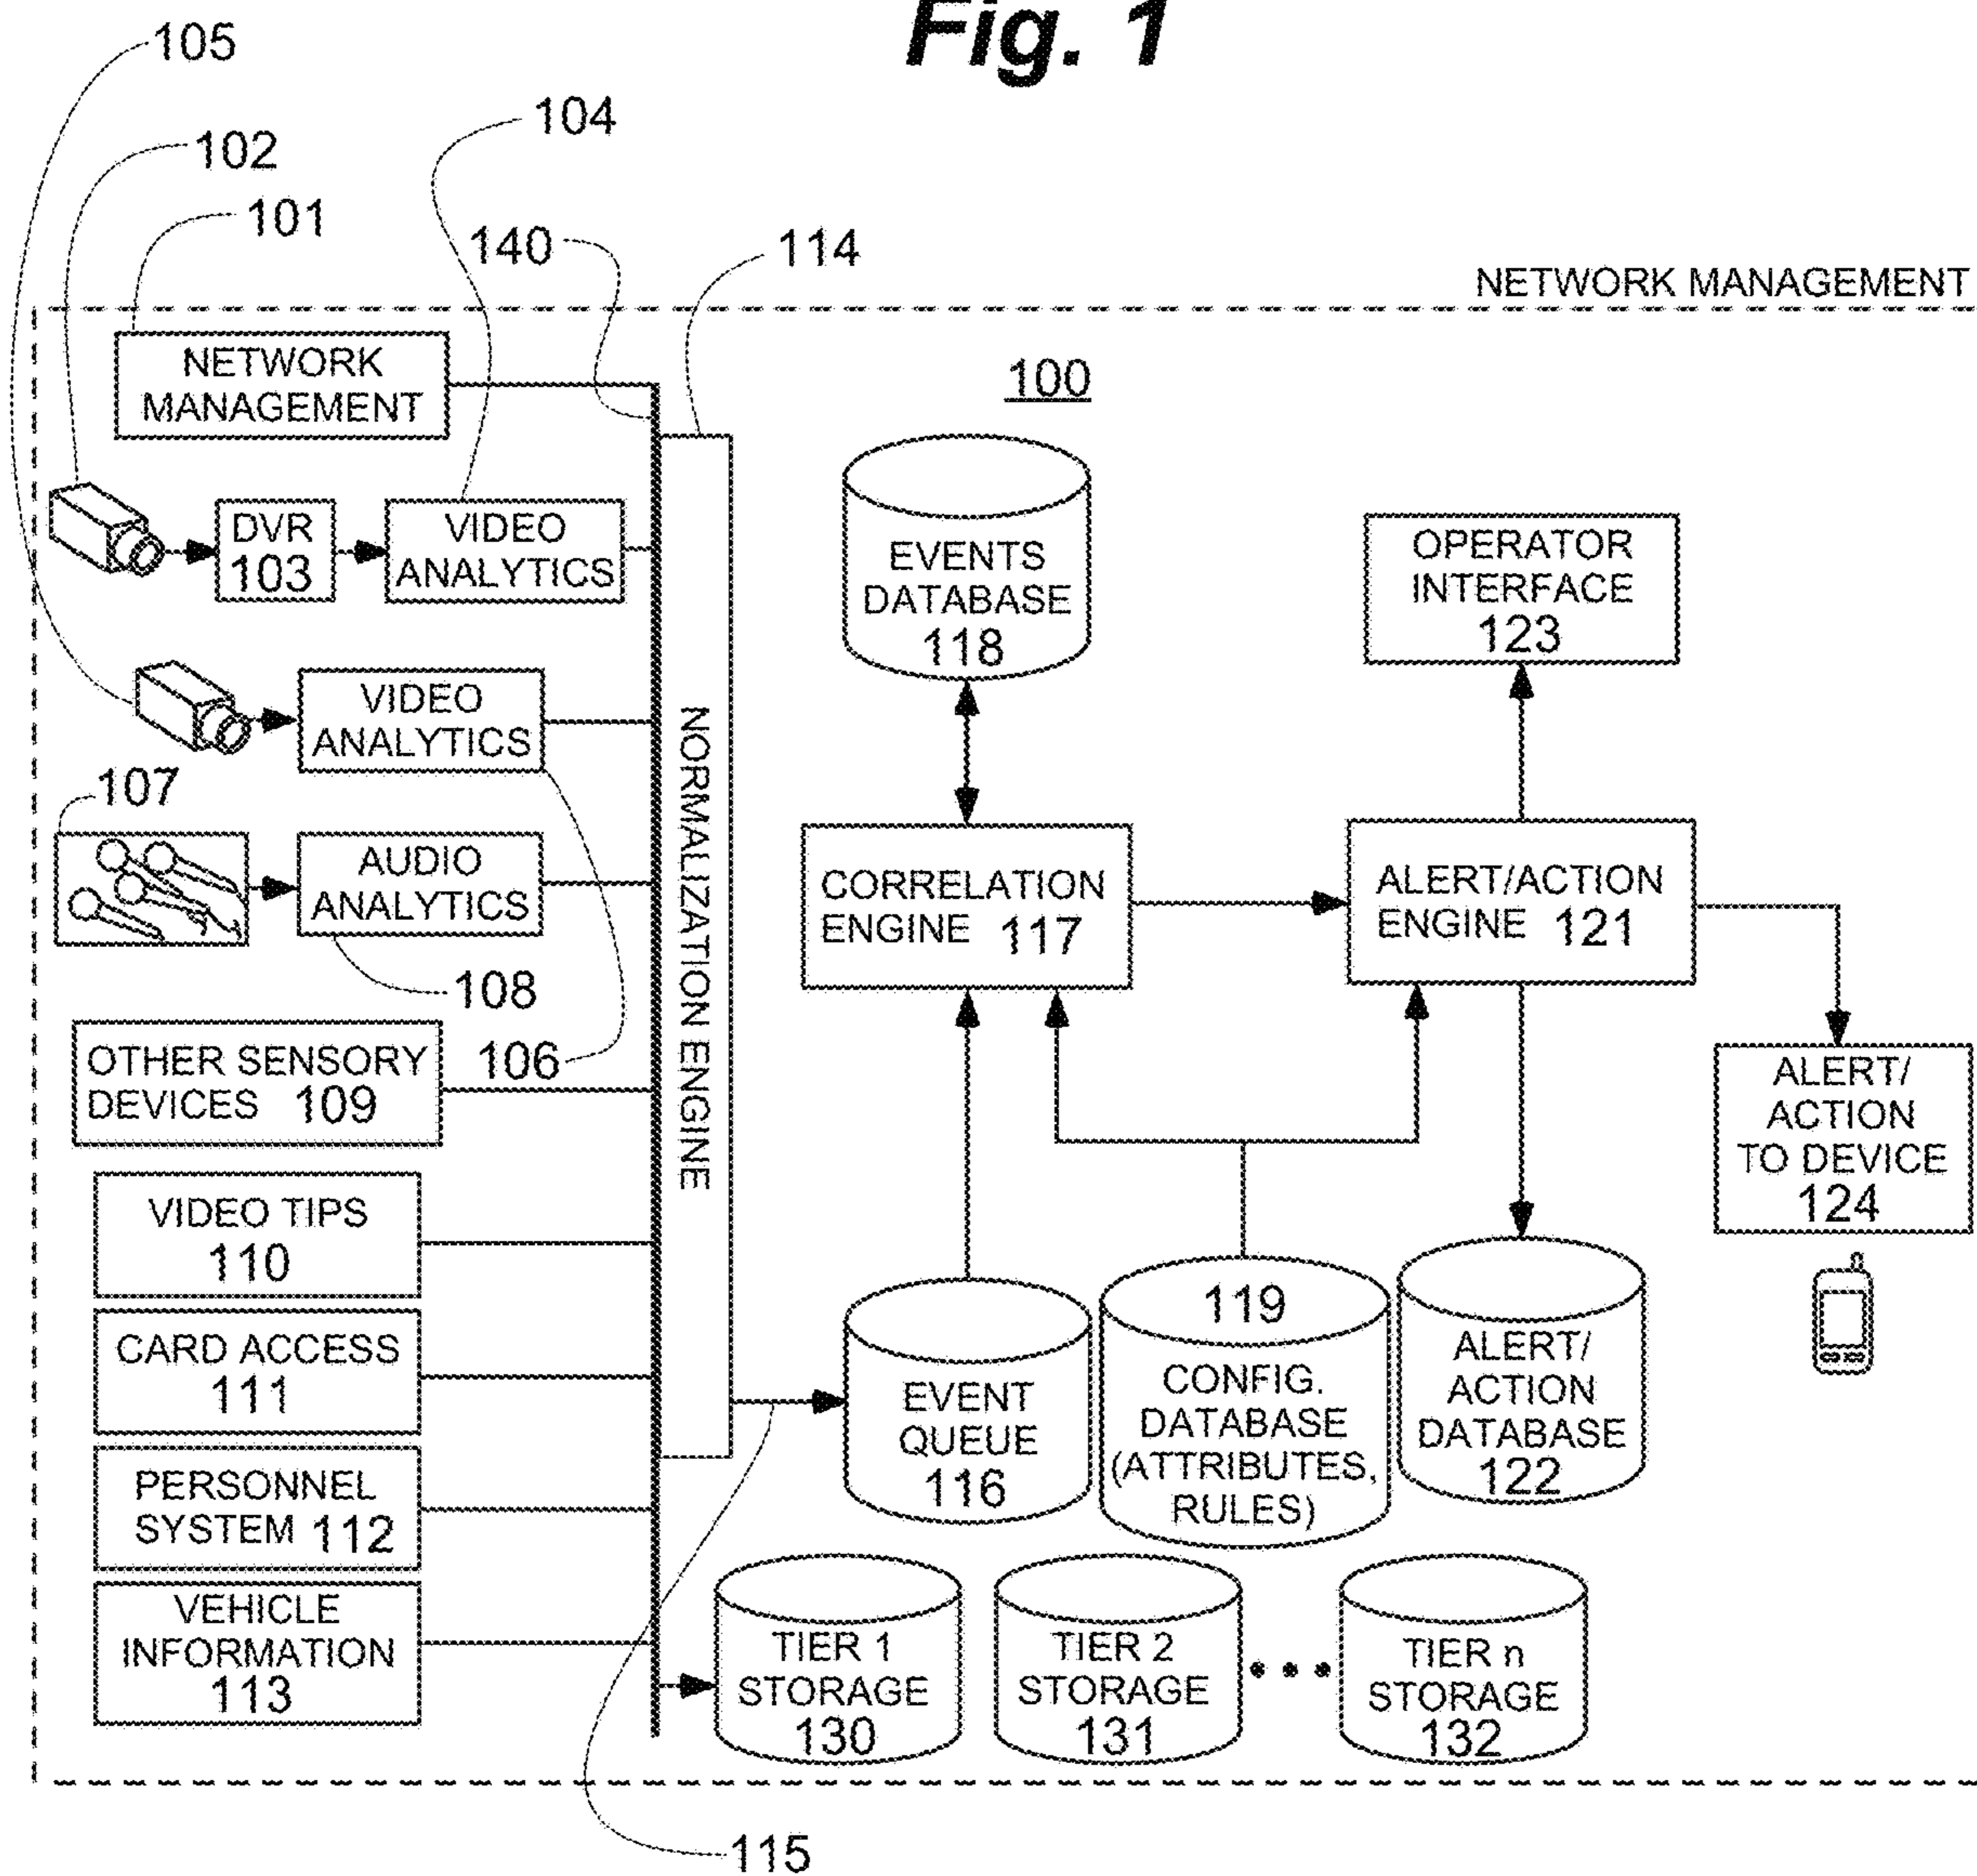 Fig. 1
105
102
101
104
140
114
NETWORK MANAGEMENT
NETWORK
MANAGEMENT
100
DVR
103
VIDEO
ANALYTICS
EVENTS
DATABASE
118
OPERATOR
INTERFACE
123
VIDEO
ANALYTICS
NORMALIZATION ENGINE
107
AUDIO
ANALYTICS
108
106
CORRELATION
ENGINE 117
ALERT/ACTION
ENGINE 121
OTHER SENSORY
DEVICES 109
ALERT/
ACTION
TO DEVICE
124
VIDEO TIPS
110
CARD ACCESS
111
PERSONNEL
SYSTEM 112
VEHICLE
INFORMATION
113
EVENT
QUEUE
116
119
CONFIG.
DATABASE
(ATTRIBUTES,
RULES)
ALERT/
ACTION
DATABASE
122
TIER 1
STORAGE
130
TIER 2
STORAGE
131
TIER n
STORAGE
132
115